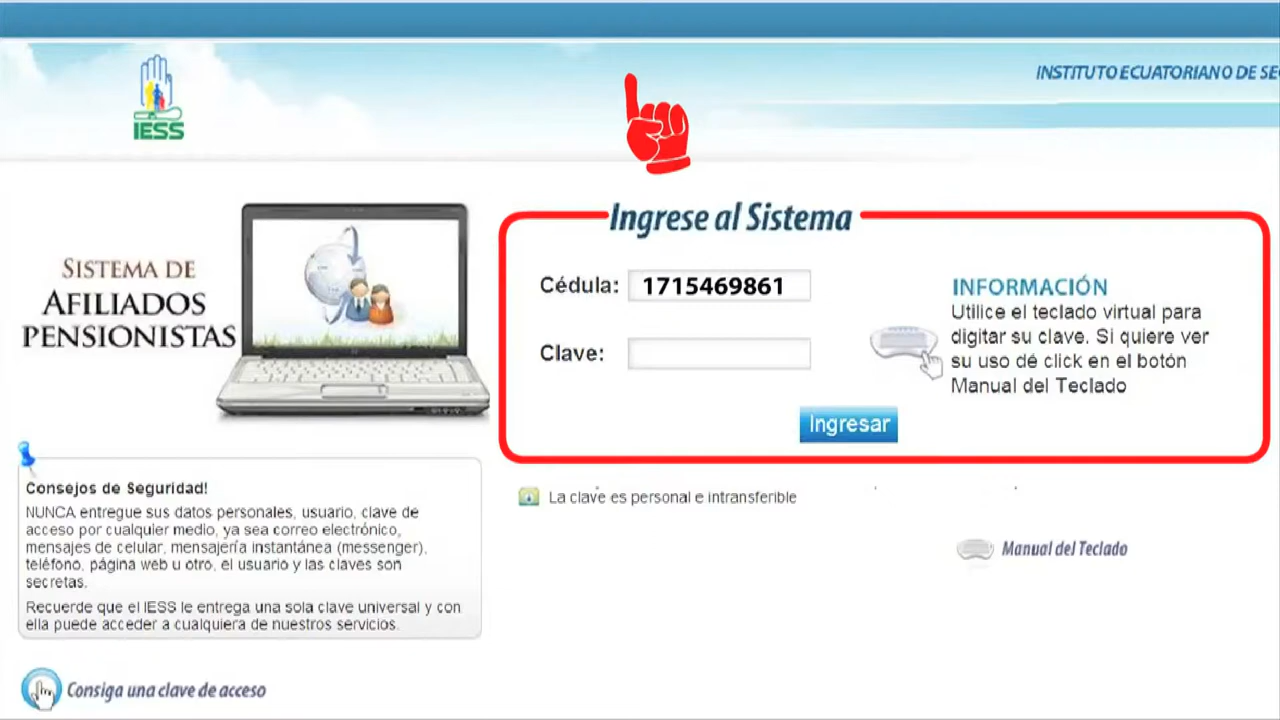 INSTITUTO ECUATORIANO DE SE
IESS
Ingrese al Sistema
SISTEMA DE
AFILIADOS
PENSIONISTAS
Cédula: 1715469861
Clave:
INFORMACIÓN
Utilice el teclado virtual para
digitar su clave. Si quiere ver
su uso dé click en el botón
Manual del Teclado
Ingresar
La clave es personal e intransferible
Manual del Teclado
Consejos de Seguridad!
NUNCA entregue sus datos personales, usuario, clave de
acceso por cualquier medio, ya sea correo electrónico,
mensajes de celular, mensajería instantánea (messenger),
teléfono, página web u otro, el usuario y las claves son
secretas.
Recuerde que el IESS le entrega una sola clave universal y con
ella puede acceder a cualquiera de nuestros servicios.
Consiga una clave de acceso